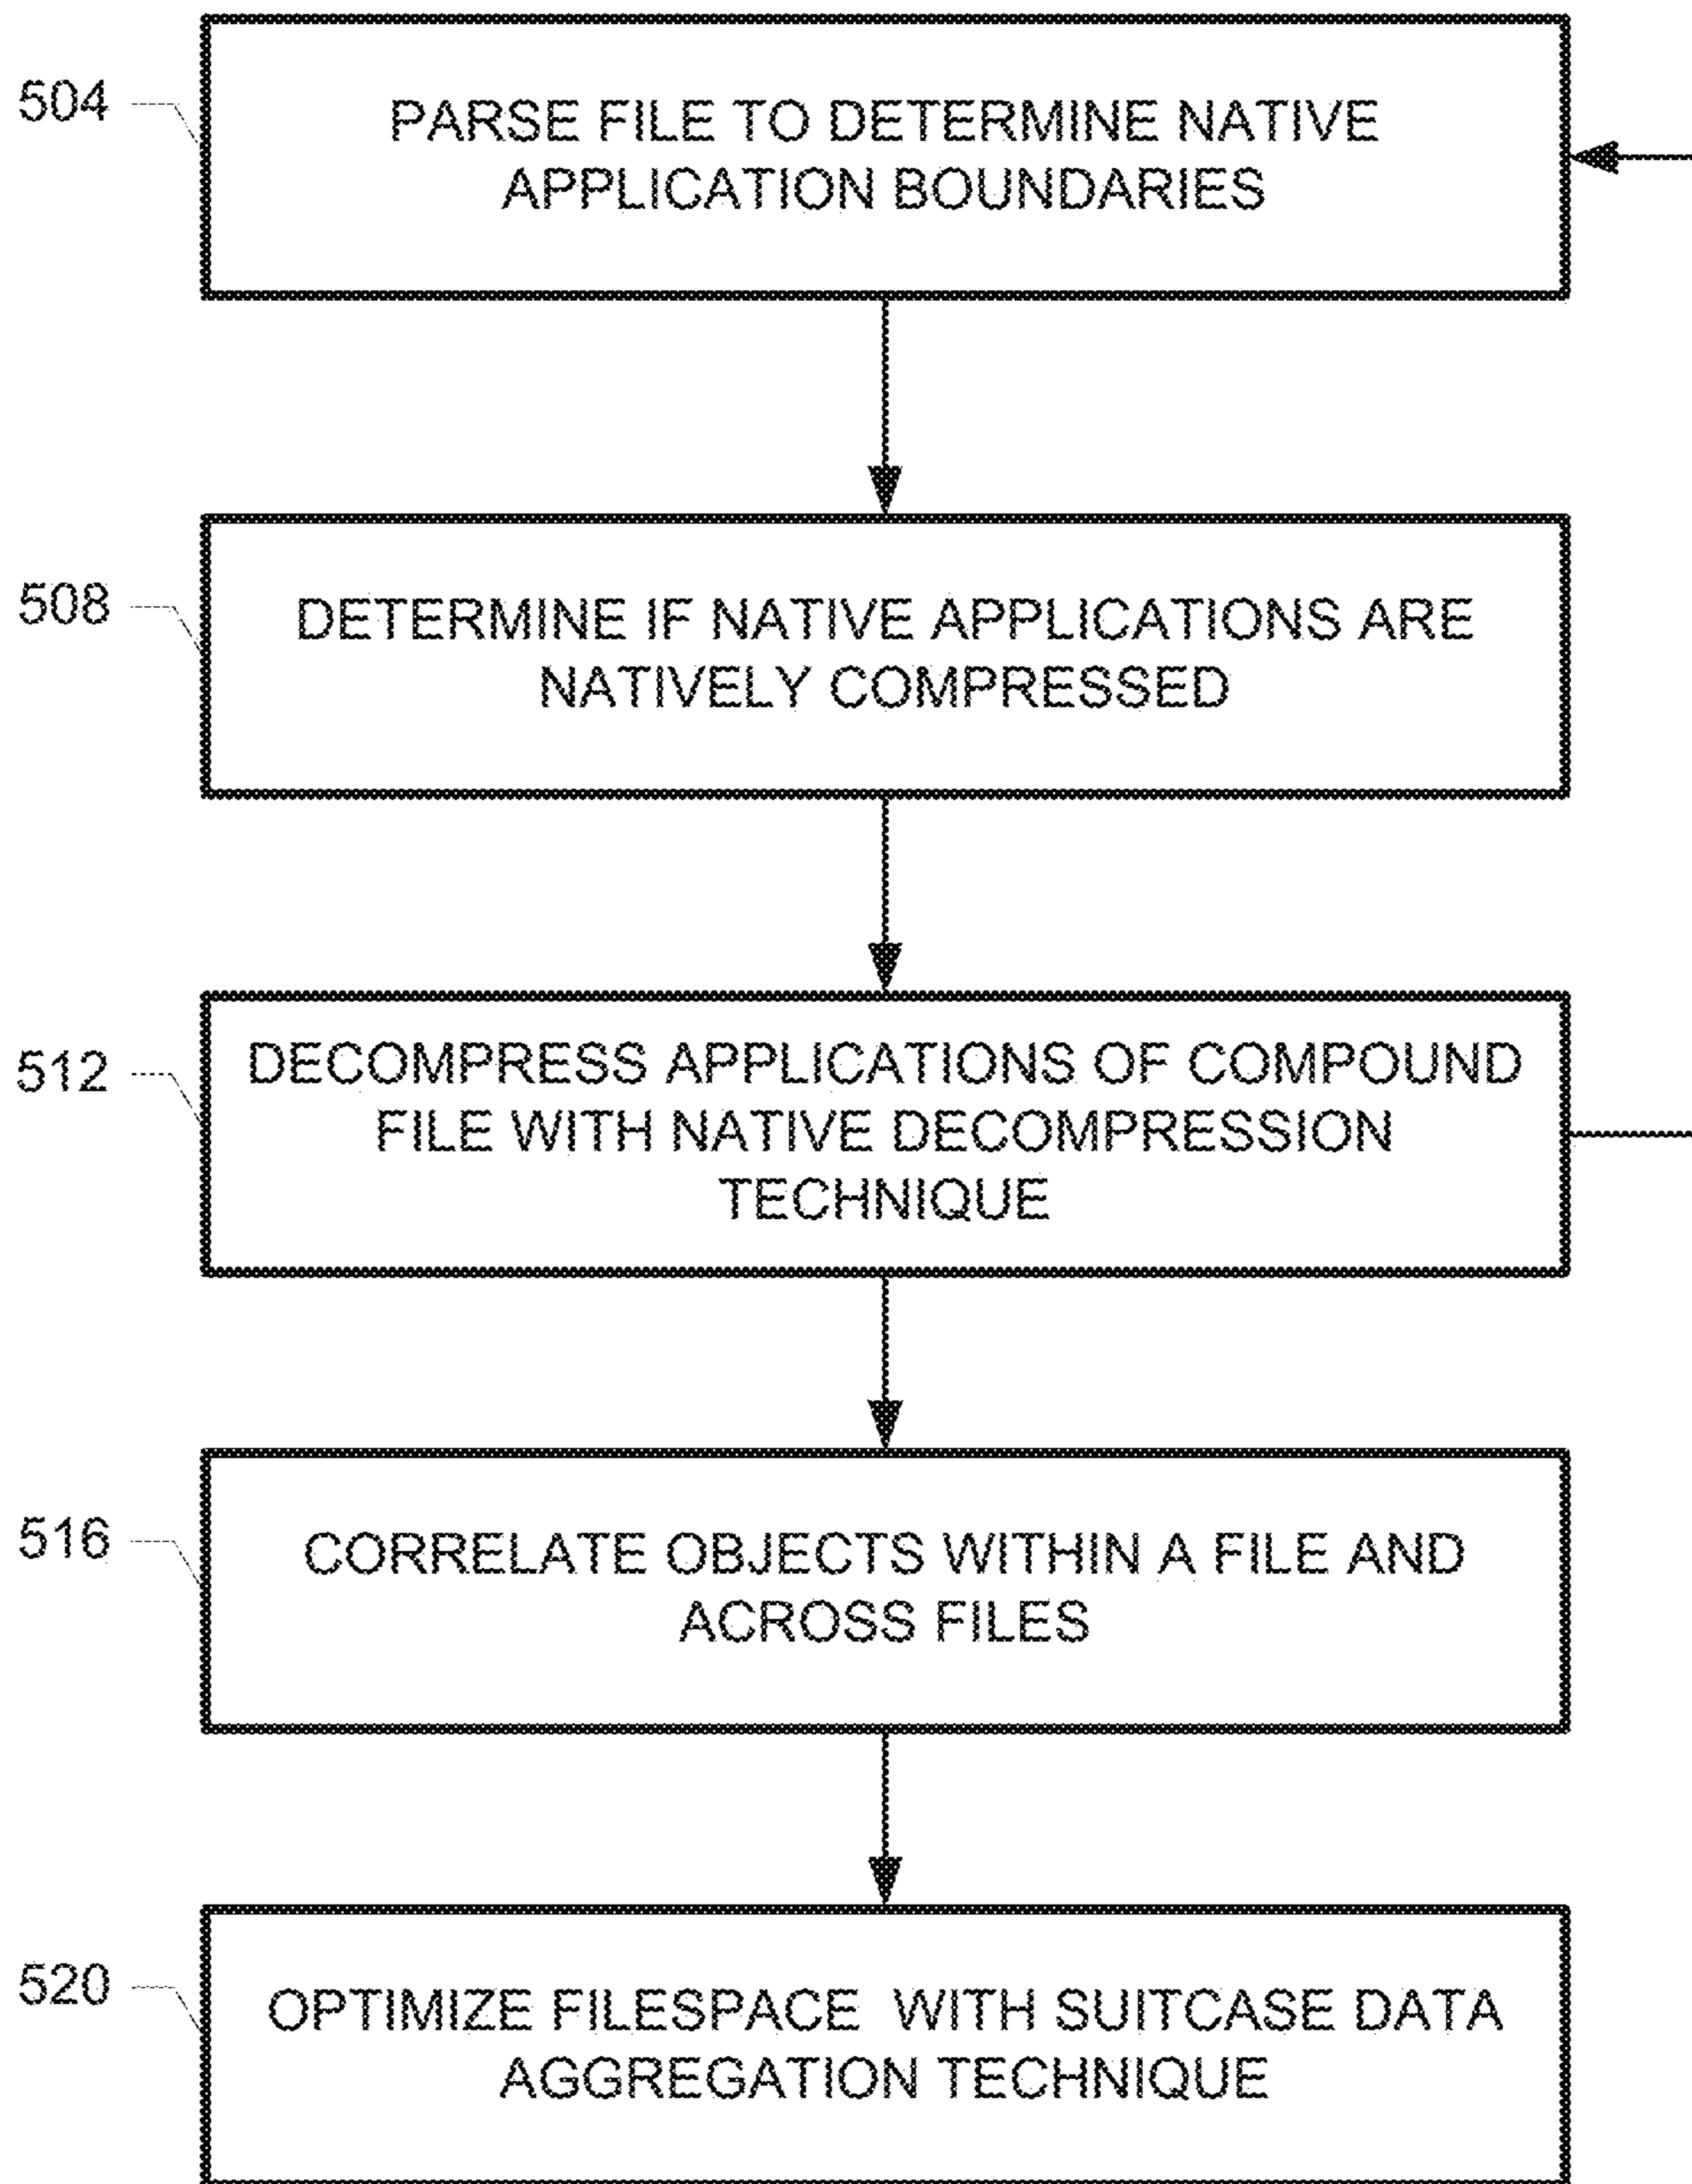 504
PARSE FILE TO DETERMINE NATIVE
APPLICATION BOUNDARIES
508
DETERMINE IF NATIVE APPLICATIONS ARE
NATIVELY COMPRESSED
512
DECOMPRESS APPLICATIONS OF COMPOUND
FILE WITH NATIVE DECOMPRESSION
TECHNIQUE
516
CORRELATE OBJECTS WITHIN A FILE AND
ACROSS FILES
520
OPTIMIZE FILESPACE WITH SUITCASE DATA
AGGREGATION TECHNIQUE